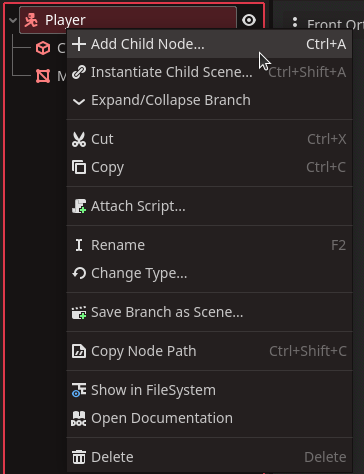 Player
Front Ort
C
M
Add Child Node... Ctrl+A
Instantiate Child Scene... Ctrl+Shift+A
Expand/Collapse Branch
Cut Ctrl+X
Copy Ctrl+C
Attach Script...
Rename F2
Change Type...
Save Branch as Scene...
Copy Node Path Ctrl+Shift+C
Show in FileSystem
Open Documentation
Delete Delete